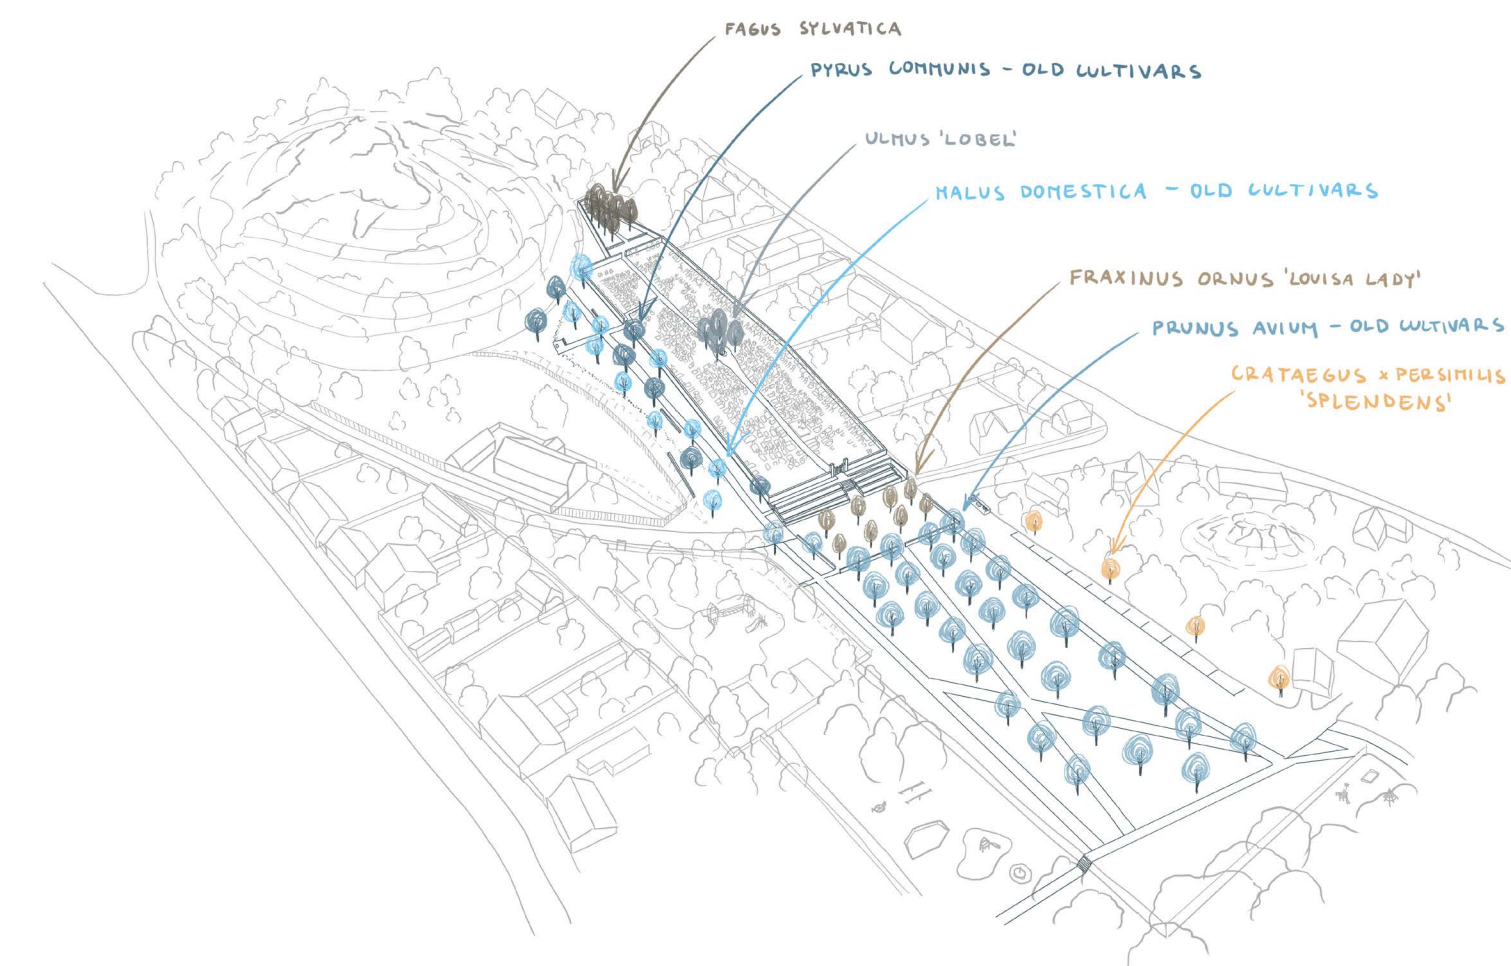 FAGUS SYLVATICA
PYRUS COMMUNIS - OLD CULTIVARS
ULMUS 'LOBEL'
MALUS DOMESTICA - OLD CULTIVARS
FRAXINUS ORNUS 'LOUISA LADY'
PRUNUS AVIUM - OLD CULTIVARS
CRATAEGUS x PERSIMILIS
'SPLENDENS'